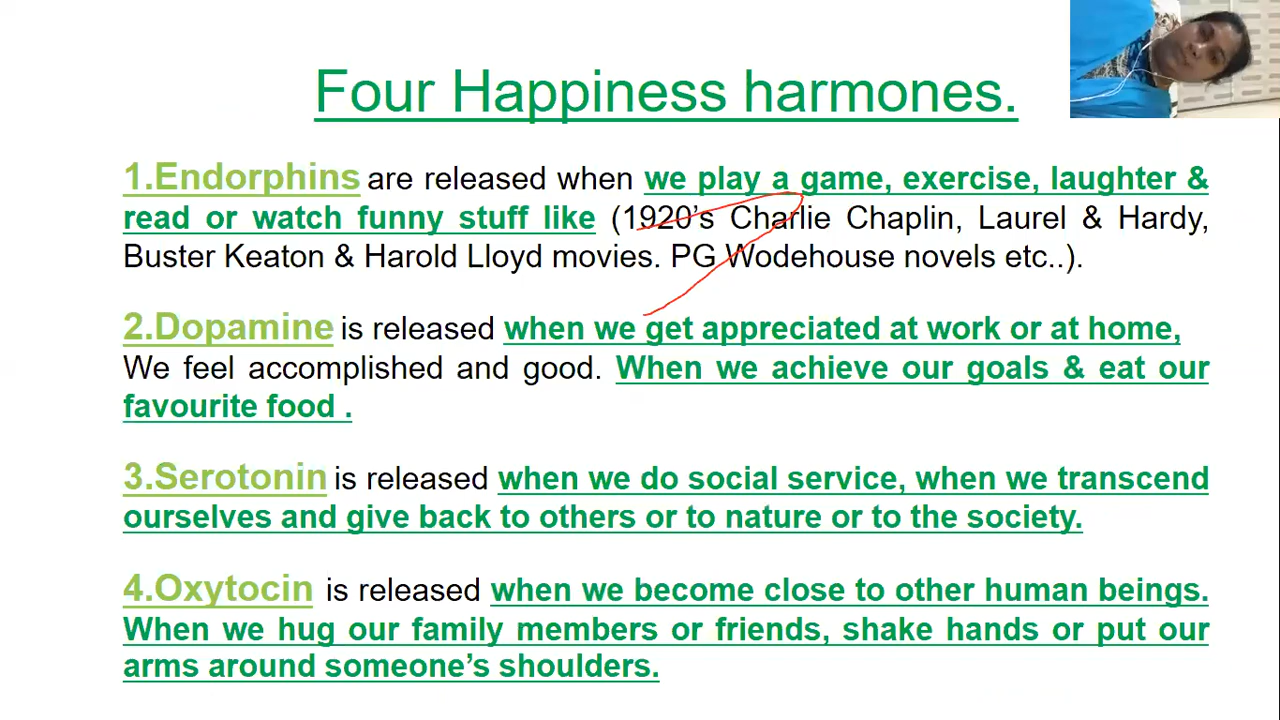 Four Happiness harmones.
1.Endorphins are released when we play a game, exercise, laughter &
read or watch funny stuff like (1920's Charlie Chaplin, Laurel & Hardy,
Buster Keaton & Harold Lloyd movies. PG Wodehouse novels etc..).
2.Dopamine is released when we get appreciated at work or at home,
We feel accomplished and good. When we achieve our goals & eat our
favourite food .
3.Serotonin is released when we do social service, when we transcend
ourselves and give back to others or to nature or to the society.
4.Oxytocin is released when we become close to other human beings.
When we hug our family members or friends, shake hands or put our
arms around someone’s shoulders.